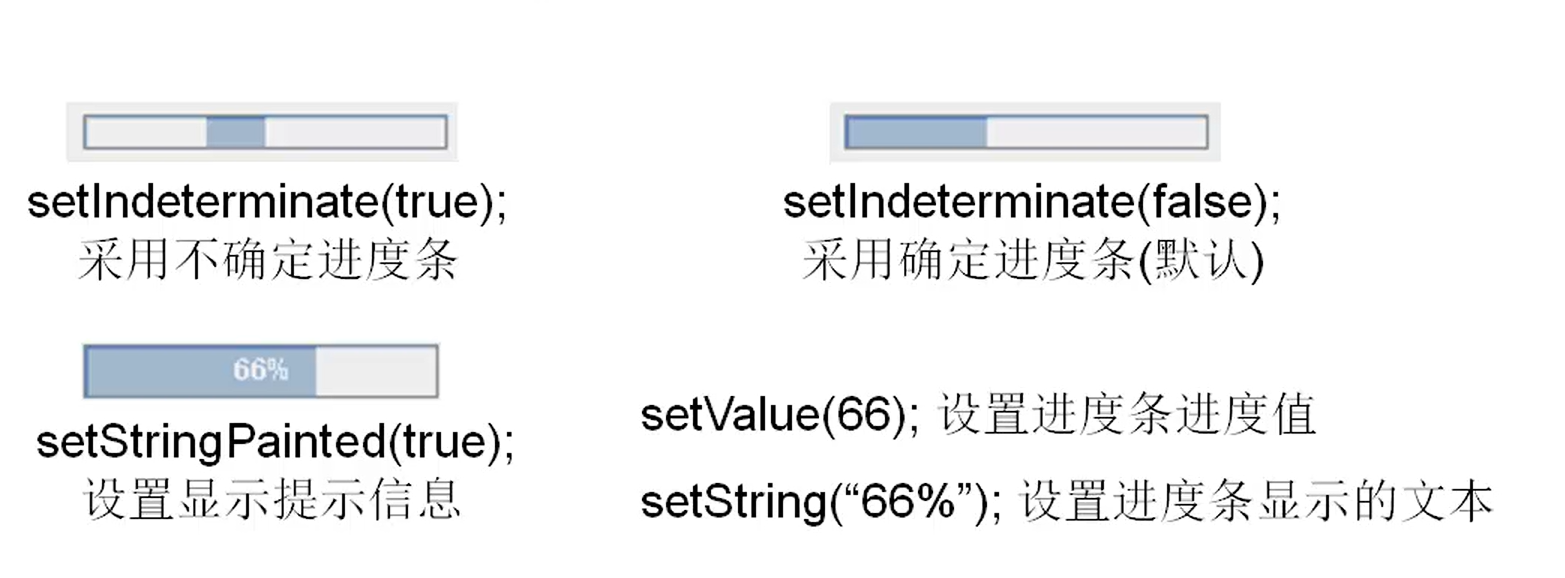 setIndeterminate(true);
采用不确定进度条
setIndeterminate(false);
采用确定进度条(默认)
66%
setStringPainted(true);
设置显示提示信息
setValue(66); 设置进度条进度值
setString(“66%”); 设置进度条显示的文本